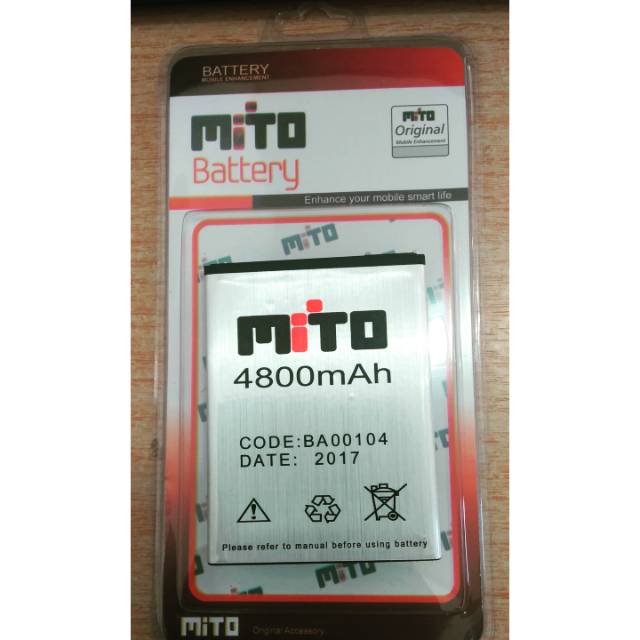 BATTERY
MOBILE ENHANCEMENT
MiTO
Battery
MiTO
Original
Mobile Enhancement
Enhance your mobile smart life
MiTO
MiTO
4800mAh
CODE:BA00104
DATE: 2017
Please refer to manual before using battery
MiTO
MiTO
Original Accessory